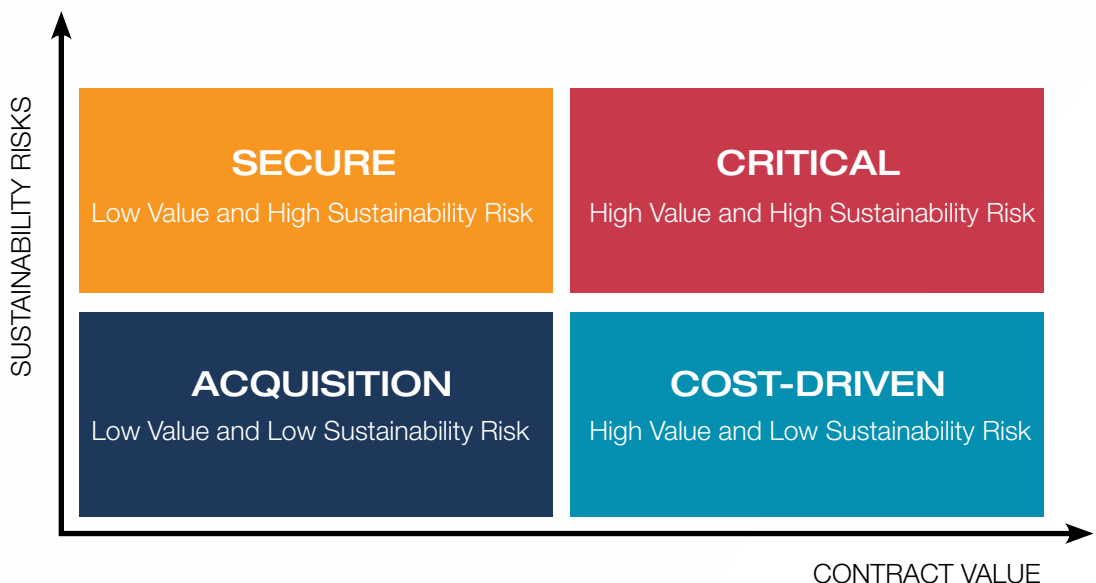 SUSTAINABILITY RISKS
SECURE
Low Value and High Sustainability Risk
CRITICAL
High Value and High Sustainability Risk
ACQUISITION
Low Value and Low Sustainability Risk
COST-DRIVEN
High Value and Low Sustainability Risk
CONTRACT VALUE